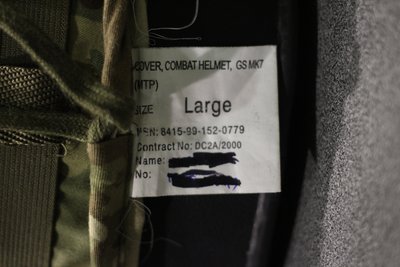 COVER, COMBAT HELMET, GS MK7
(MTP)
SIZE Large
NSN: 8415-99-152-0779
Contract No: DC2A/2000
Name:
No: